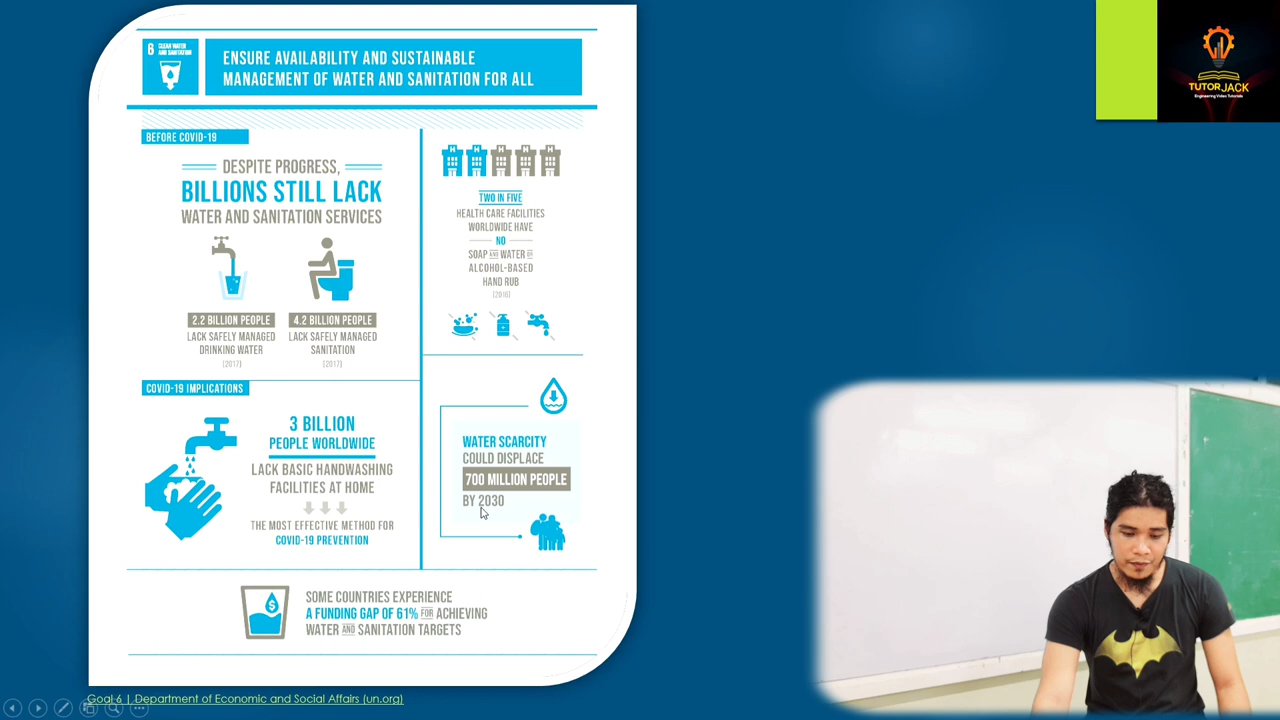 6 CLEAN WATER
AND SANITATION
ENSURE AVAILABILITY AND SUSTAINABLE
MANAGEMENT OF WATER AND SANITATION FOR ALL
BEFORE COVID-19
DESPITE PROGRESS,
BILLIONS STILL LACK
WATER AND SANITATION SERVICES
2.2 BILLION PEOPLE
LACK SAFELY MANAGED
DRINKING WATER
(2017)
4.2 BILLION PEOPLE
LACK SAFELY MANAGED
SANITATION
(2017)
H H H H H
TWO IN FIVE
HEALTH CARE FACILITIES
WORLDWIDE HAVE
NO
SOAP AND WATER OR
ALCOHOL-BASED
HAND RUB
(2016)
COVID-19 IMPLICATIONS
3 BILLION
PEOPLE WORLDWIDE
LACK BASIC HANDWASHING
FACILITIES AT HOME
THE MOST EFFECTIVE METHOD FOR
COVID-19 PREVENTION
WATER SCARCITY
COULD DISPLACE
700 MILLION PEOPLE
BY 2030
$
SOME COUNTRIES EXPERIENCE
A FUNDING GAP OF 61% FOR ACHIEVING
WATER AND SANITATION TARGETS
Goal 6 | Department of Economic and Social Affairs (un.org)
TUTORJACK
Engineering Video Tutorials